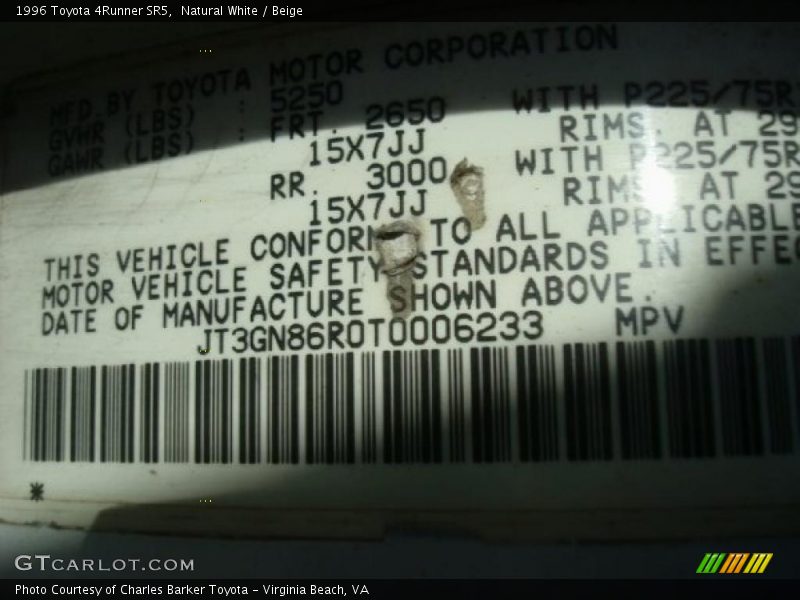 1996 Toyota 4Runner SR5, Natural White / Beige
MFD BY TOYOTA MOTOR CORPORATION
GVWR (LBS) : 5250
GAWR (LBS) : FRT. 2650 WITH P225/75R
15X7JJ RIMS. AT 29
RR. 3000 WITH P225/75R
15X7JJ RIMS AT 29
THIS VEHICLE CONFORM TO ALL APPLICABLE
MOTOR VEHICLE SAFETY STANDARDS IN EFFEC
DATE OF MANUFACTURE SHOWN ABOVE.
JT3GN86R0T0006233 MPV
*
GTCARLOT.COM
Photo Courtesy of Charles Barker Toyota - Virginia Beach, VA